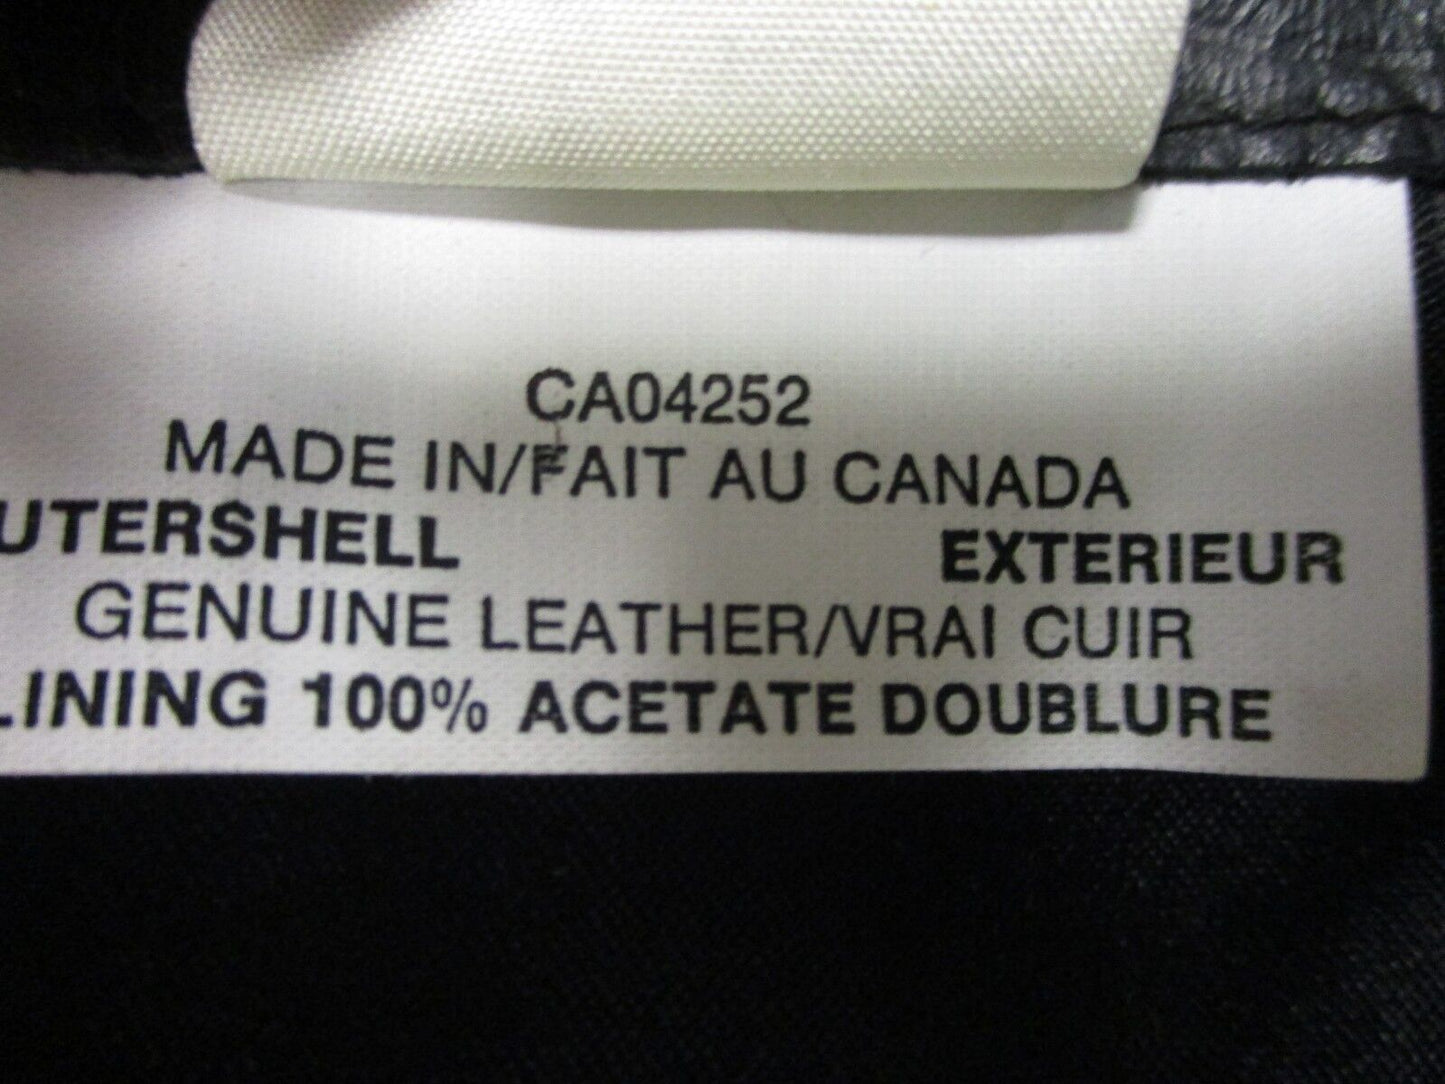 CA04252
MADE IN/FAIT AU CANADA
UTERSHELL EXTERIEUR
GENUINE LEATHER/VRAI CUIR
LINING 100% ACETATE DOUBLURE